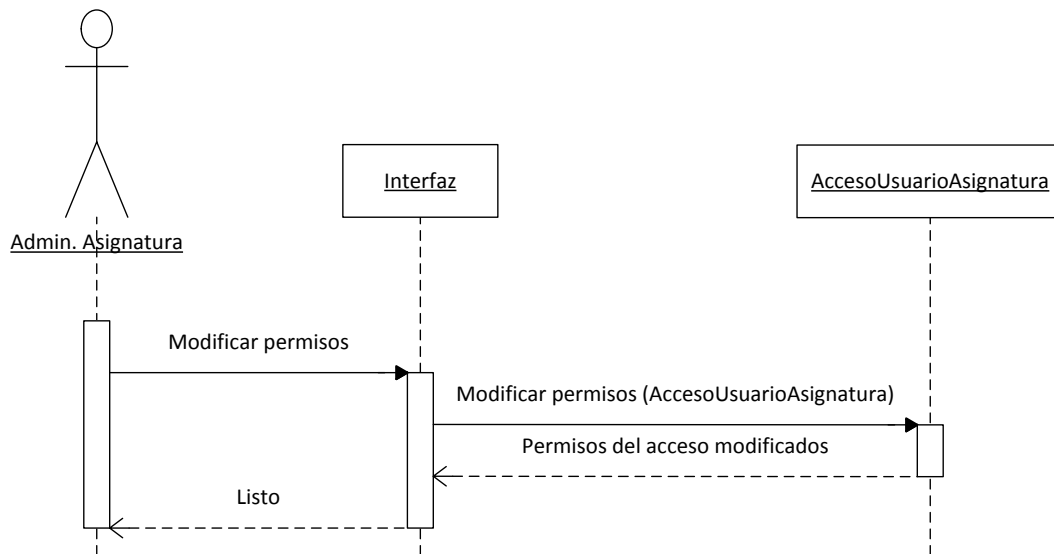 Interfaz
AccesoUsuarioAsignatura
Admin. Asignatura
Modificar permisos
Modificar permisos (AccesoUsuarioAsignatura)
Permisos del acceso modificados
Listo